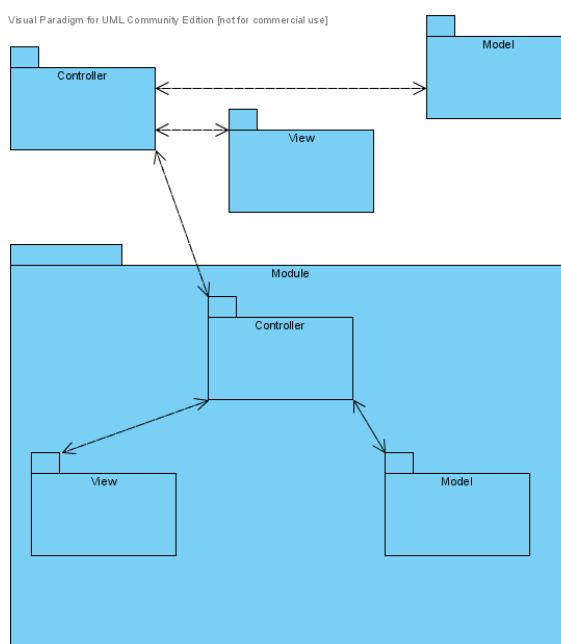 Visual Paradigm for UML Community Edition [not for commercial use]
Model
Controller
View
Module
Controller
View
Model